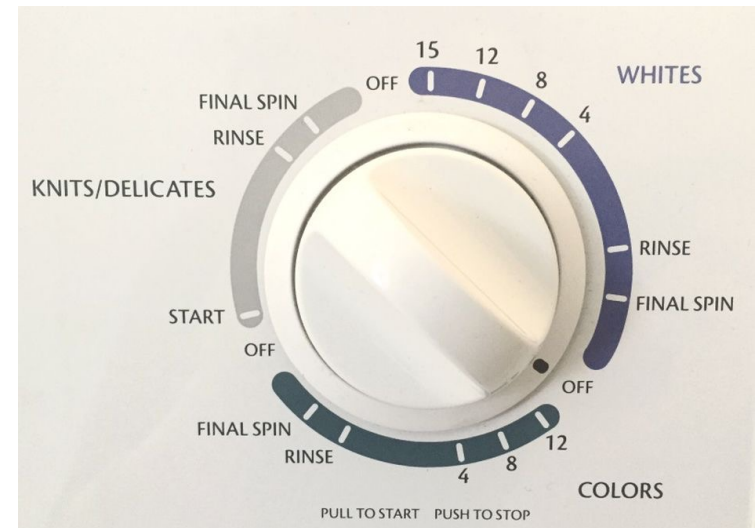 15
12
8
4
WHITES
RINSE
FINAL SPIN
OFF
12
8
4
COLORS
RINSE
FINAL SPIN
OFF
START
KNITS/DELICATES
RINSE
FINAL SPIN
OFF
PULL TO START PUSH TO STOP